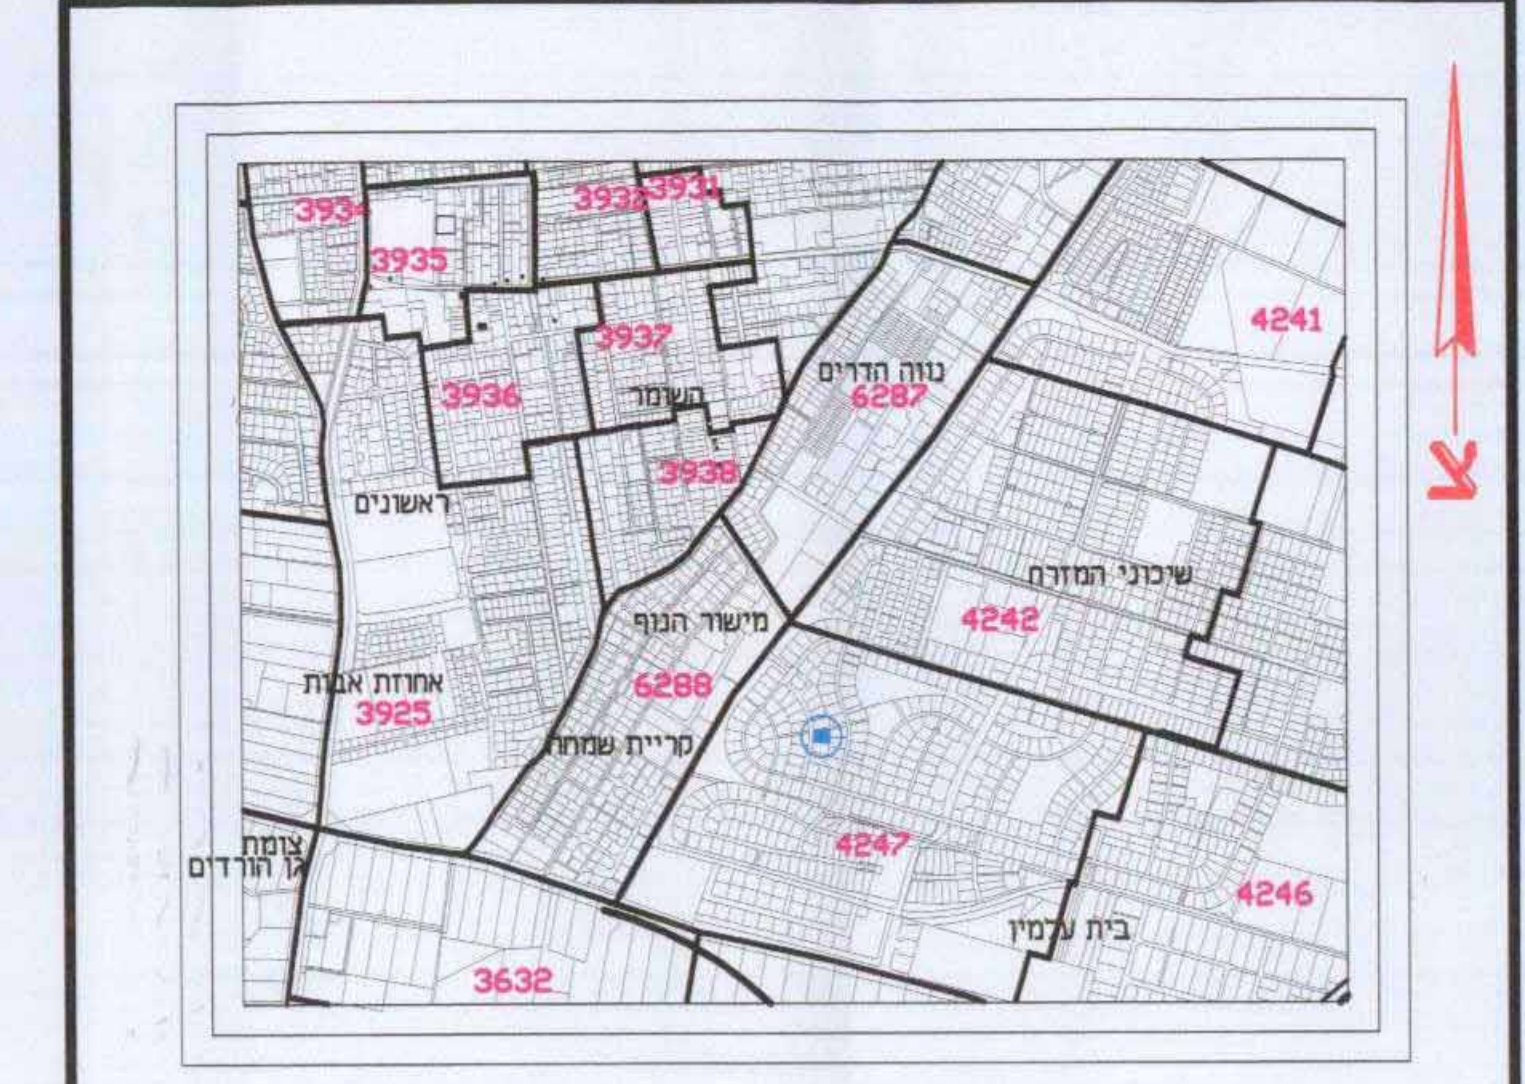 3934
3935
3932
3931
4241
3937
נווה הדרים
6287
3936
השומר
3938
ראשונים
שיכוני המזרח
4242
מישור הנוף
6288
אחוזת אבות
3925
קריית שמחה
4247
צומת
גן הורדים
4246
בית עלמין
3632